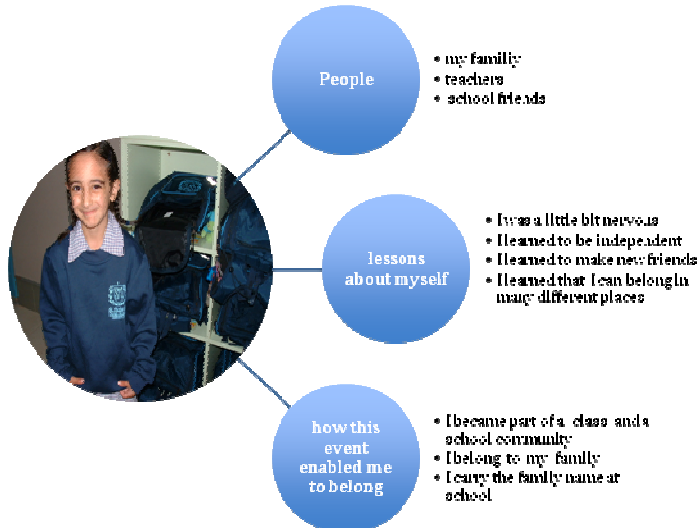 People
• my familiy
• teachers
• school friends
lessons
about myself
• I was a little bit nervous
• I learned to be independent
• I learned to make new friends
• I learned that I can belong in
many different places
how this
event
enabled me
to belong
• I became part of a class and a
school community
• I belong to my family
• I carry the family name at
school